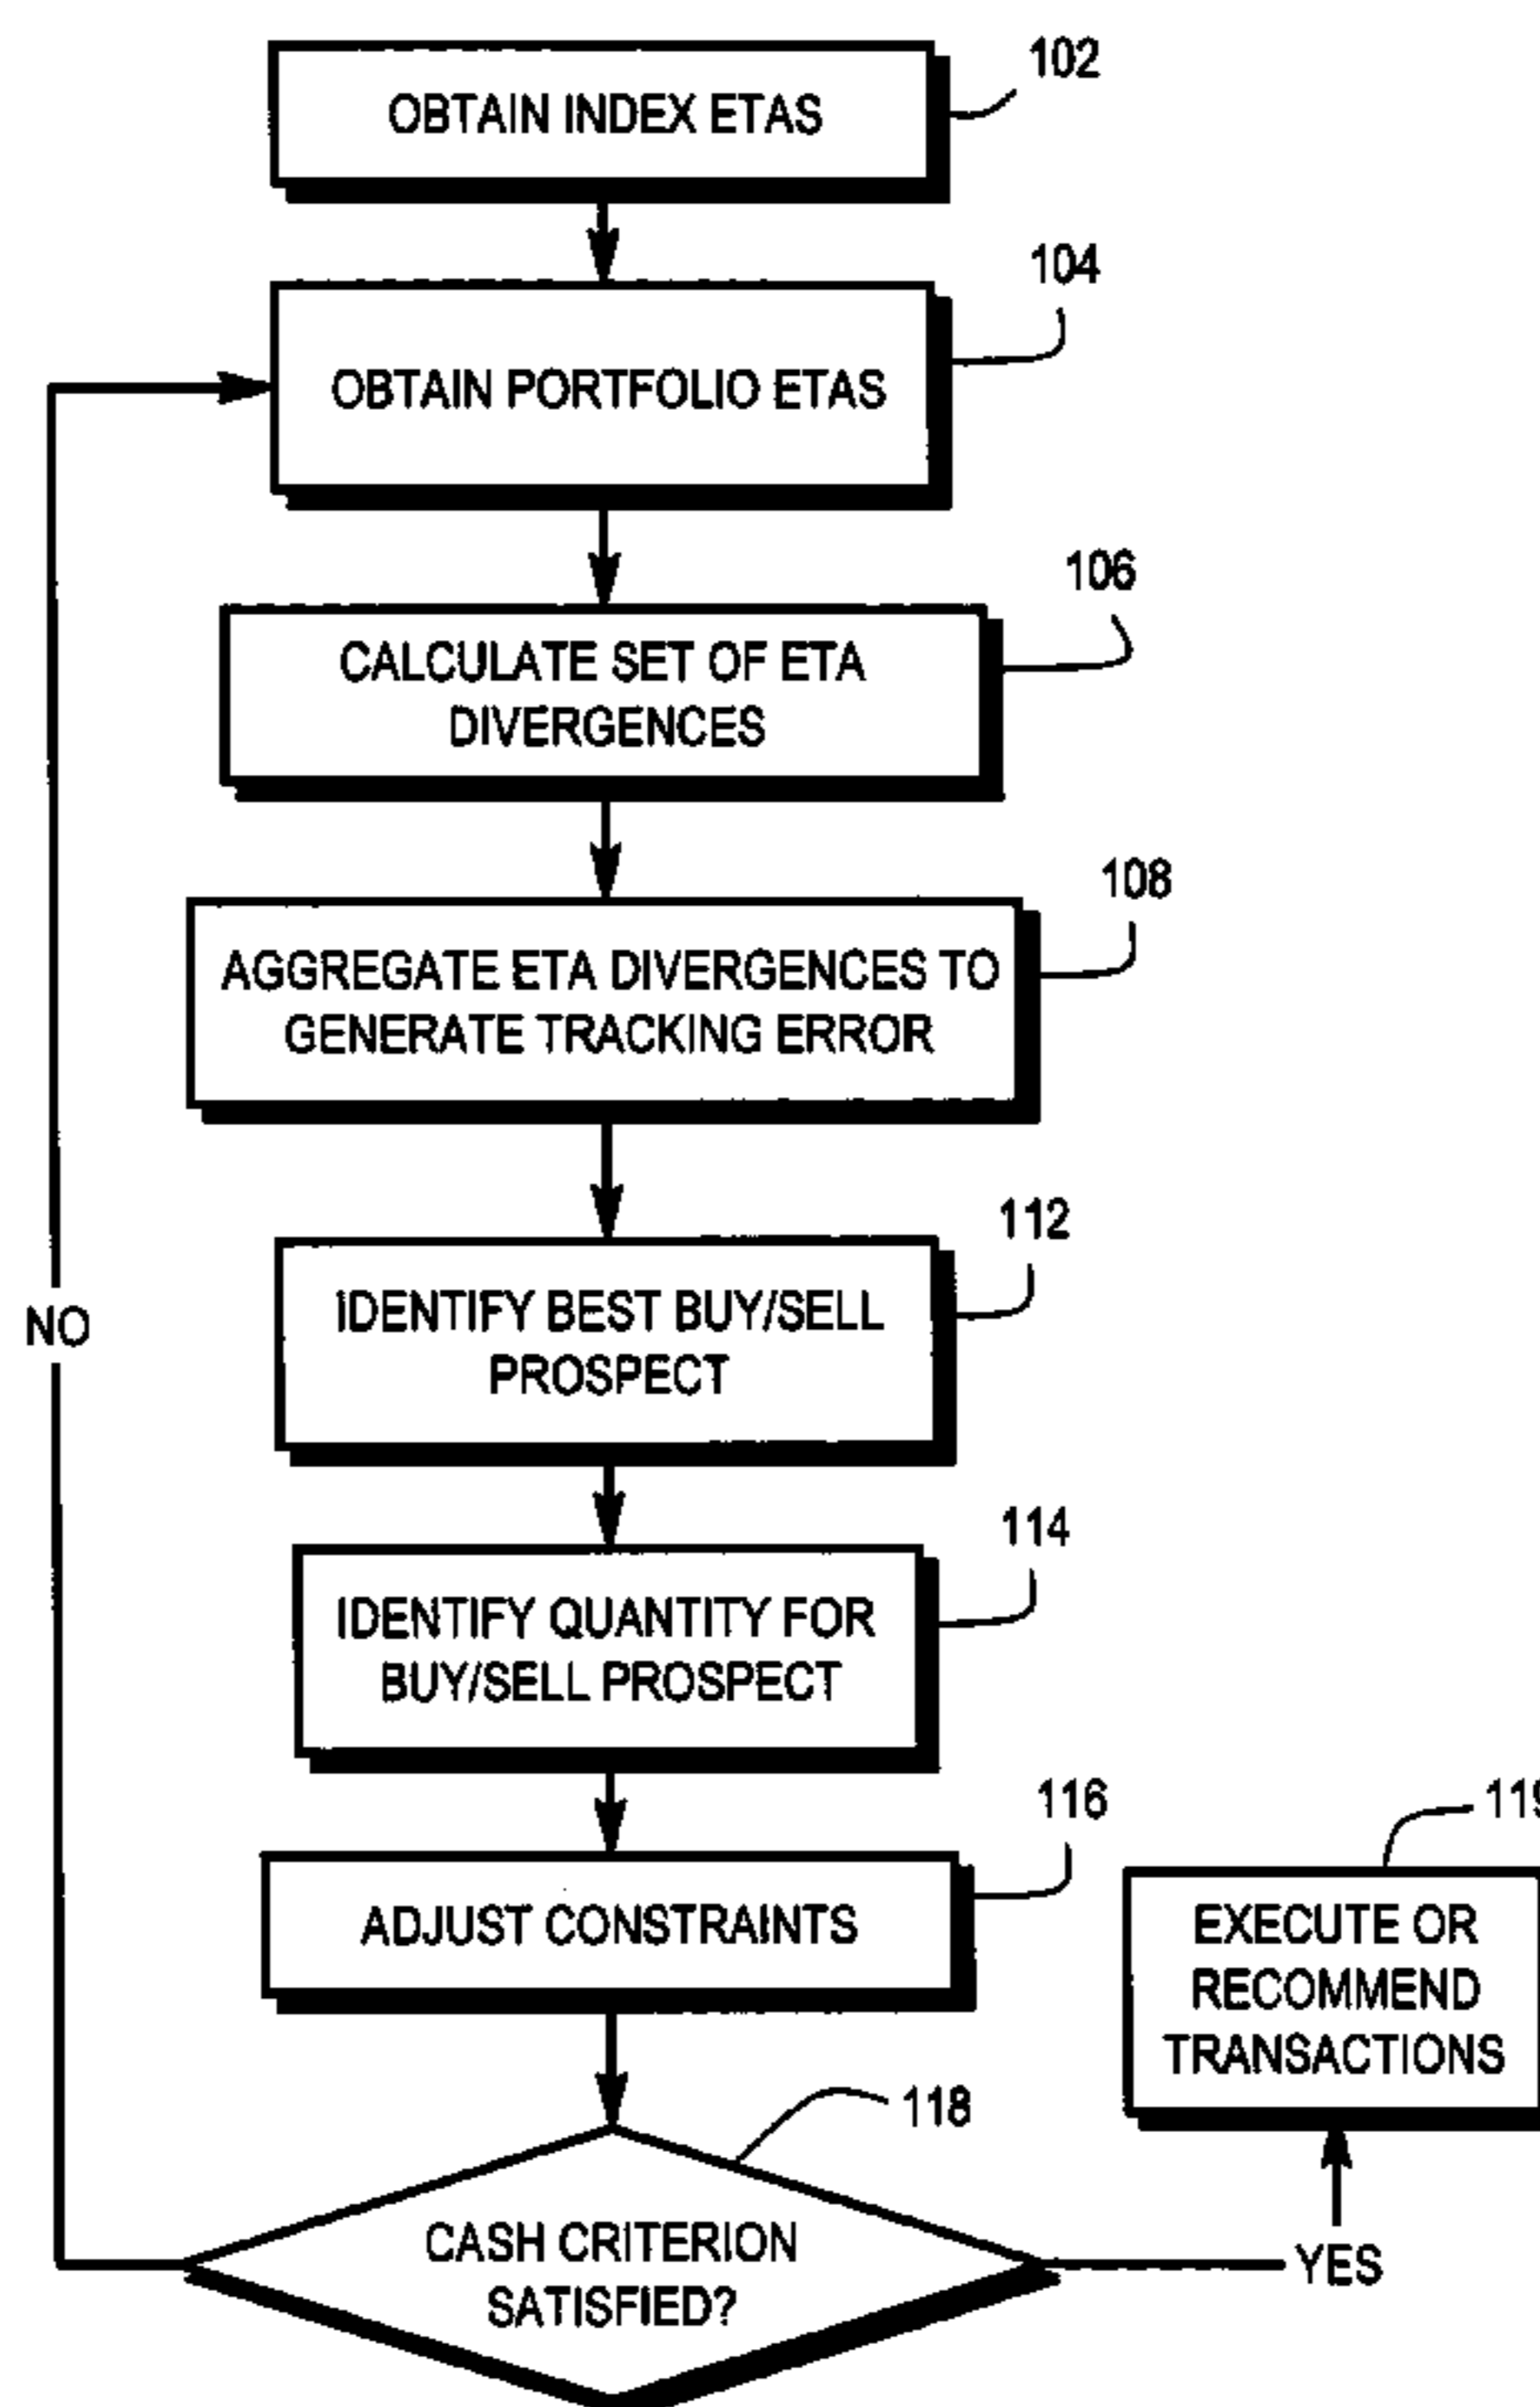 102
OBTAIN INDEX ETAS
104
OBTAIN PORTFOLIO ETAS
106
CALCULATE SET OF ETA
DIVERGENCES
108
AGGREGATE ETA DIVERGENCES TO
GENERATE TRACKING ERROR
112
IDENTIFY BEST BUY/SELL
PROSPECT
NO
114
IDENTIFY QUANTITY FOR
BUY/SELL PROSPECT
116
ADJUST CONSTRAINTS
119
EXECUTE OR
RECOMMEND
TRANSACTIONS
118
CASH CRITERION
SATISFIED?
YES